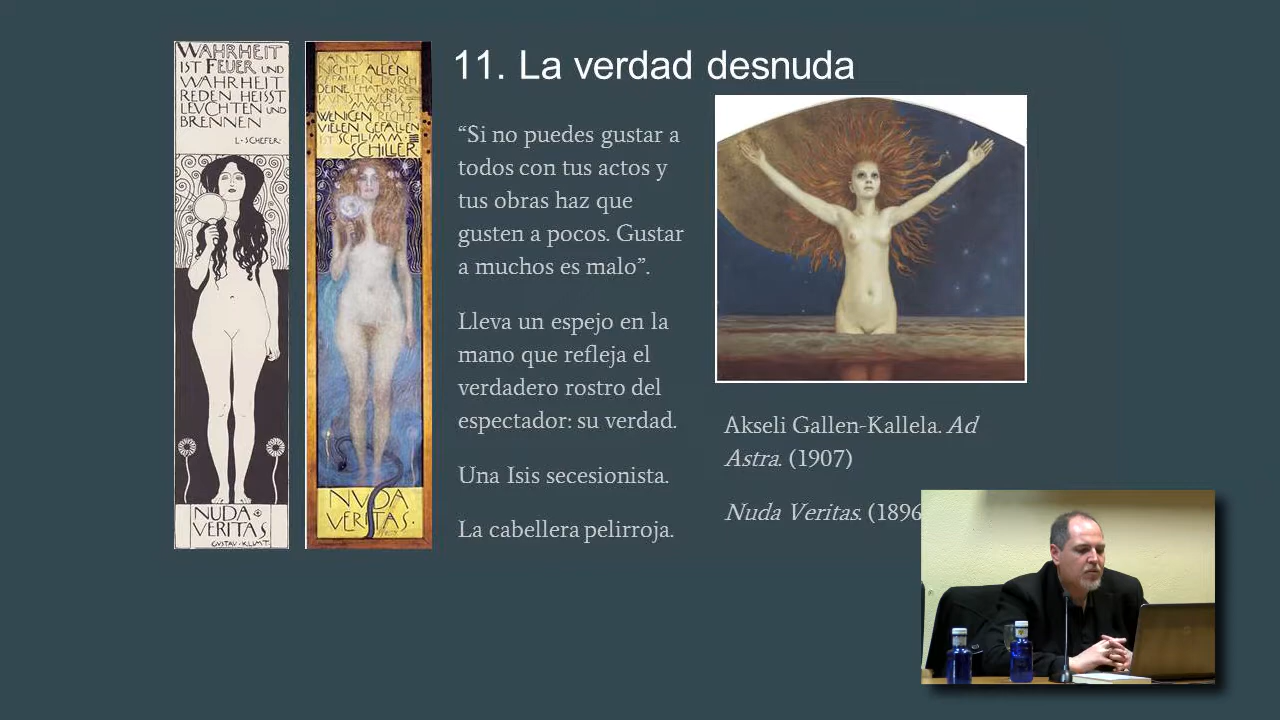 WAHRHEIT
IST FEUER UND
WAHRHEIT
REDEN HEISST
LEUCHTEN UND
BRENNEN
L. SCHEFER.
NUDA
VERITAS
GUSTAV KLIMT.
KANNST DU
NICHT ALLEN
GEFALLEN DURCH
DEINE THAT UND DEIN
KUNSTWERK
MACH ES
WENIGEN RECHT
VIELEN GEFALLEN
IST SCHLIMM.
SCHILLER
NUDA
VERITAS.
11. La verdad desnuda
“Si no puedes gustar a
todos con tus actos y
tus obras haz que
gusten a pocos. Gustar
a muchos es malo”.
Lleva un espejo en la
mano que refleja el
verdadero rostro del
espectador: su verdad.
Una Isis secesionista.
La cabellera pelirroja.
Akseli Gallen-Kallela. Ad
Astra. (1907)
Nuda Veritas. (1896